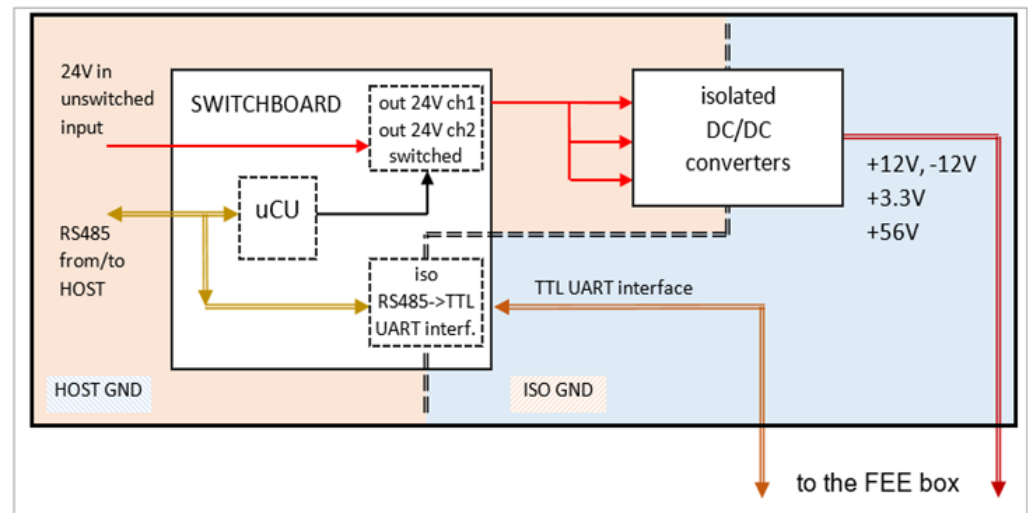 24V in
unswitched
input
SWITCHBOARD
out 24V ch1
out 24V ch2
switched
isolated
DC/DC
converters
+12V, -12V
+3.3V
+56V
uCU
RS485
from/to
HOST
iso
RS485->TTL
UART interf.
TTL UART interface
HOST GND
ISO GND
to the FEE box